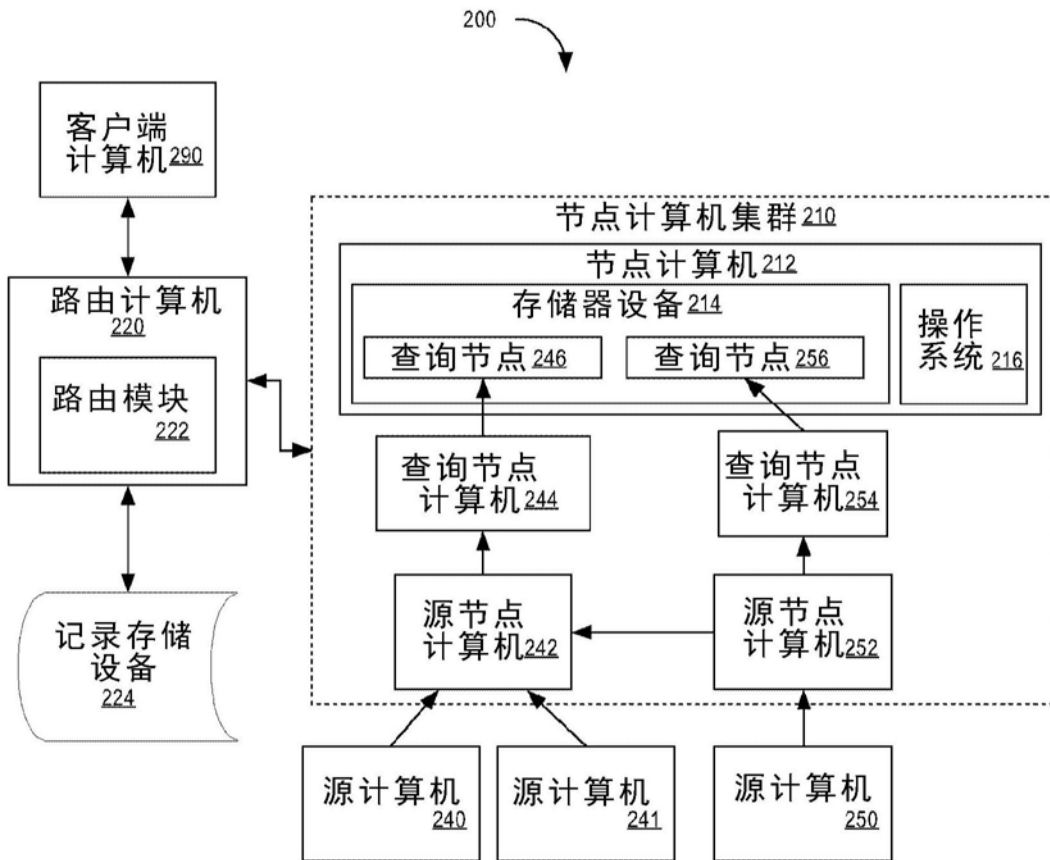 200
客户端
计算机290
节点计算机集群210
节点计算机212
存储器设备214
查询节点246
查询节点256
操作
系统216
路由计算机
220
路由模块
222
查询节点
计算机244
查询节点
计算机254
源节点
计算机242
源节点
计算机252
记录存储
设备
224
源计算机
240
源计算机
241
源计算机
250